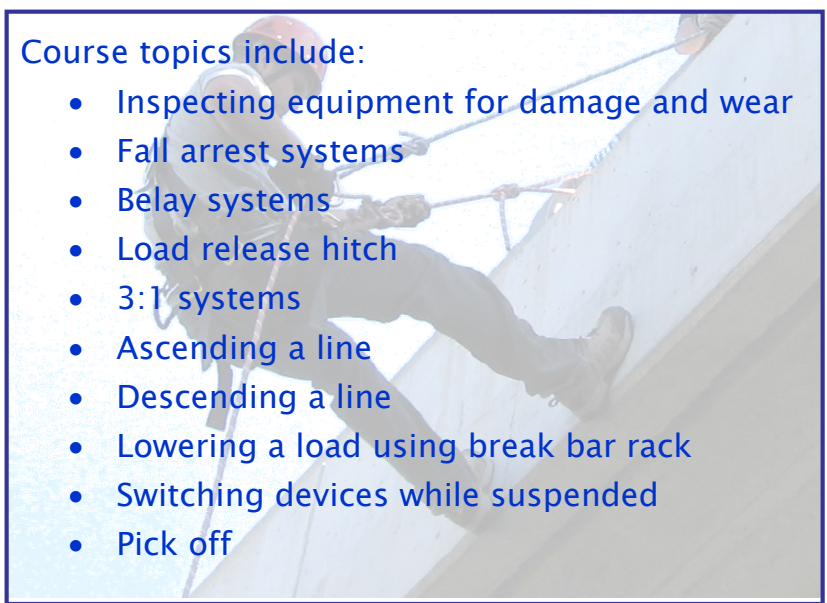 Course topics include:
• Inspecting equipment for damage and wear
• Fall arrest systems
• Belay systems
• Load release hitch
• 3:1 systems
• Ascending a line
• Descending a line
• Lowering a load using break bar rack
• Switching devices while suspended
• Pick off